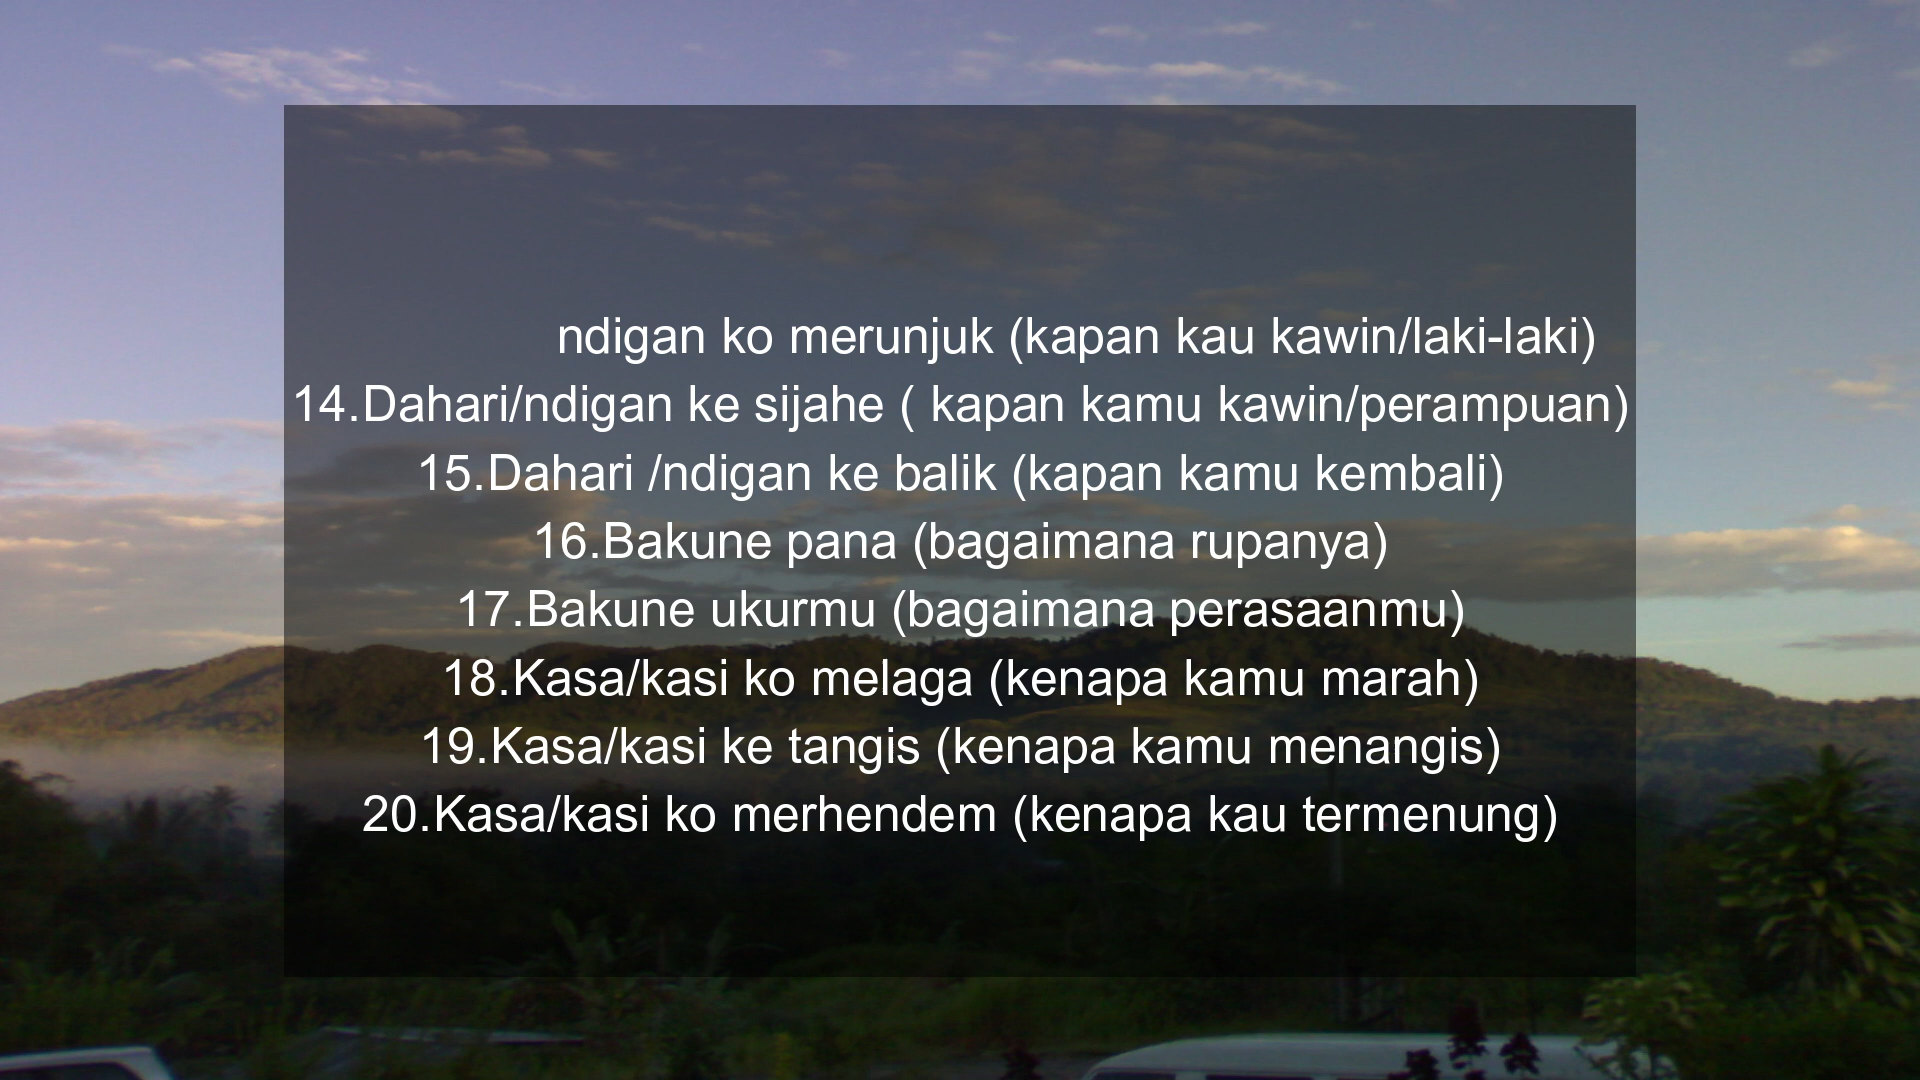 ndigan ko merunjuk (kapan kau kawin/laki-laki)
14.Dahari/ndigan ke sijahe ( kapan kamu kawin/perampuan)
15.Dahari /ndigan ke balik (kapan kamu kembali)
16.Bakune pana (bagaimana rupanya)
17.Bakune ukurmu (bagaimana perasaanmu)
18.Kasa/kasi ko melaga (kenapa kamu marah)
19.Kasa/kasi ke tangis (kenapa kamu menangis)
20.Kasa/kasi ko merhendem (kenapa kau termenung)